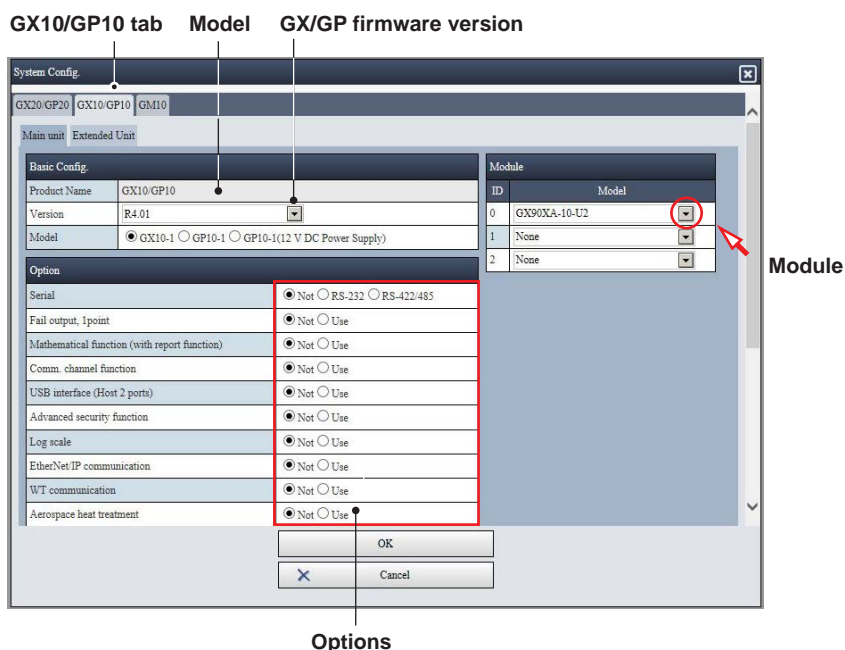 GX10/GP10 tab Model GX/GP firmware version
System Config.
GX20/GP20 GX10/GP10 GM10
Main unit Extended Unit
Basic Config.
Product Name GX10/GP10
Version R4.01
Model GX10-1 GP10-1 GP10-1(12 V DC Power Supply)
Module
ID Model
0 GX90XA-10-U2
1 None
2 None
Module
Option
Serial Not RS-232 RS-422/485
Fail output, 1point Not Use
Mathematical function (with report function) Not Use
Comm. channel function Not Use
USB interface (Host 2 ports) Not Use
Advanced security function Not Use
Log scale Not Use
EtherNet/IP communication Not Use
WT communication Not Use
Aerospace heat treatment Not Use
OK
Cancel
Options